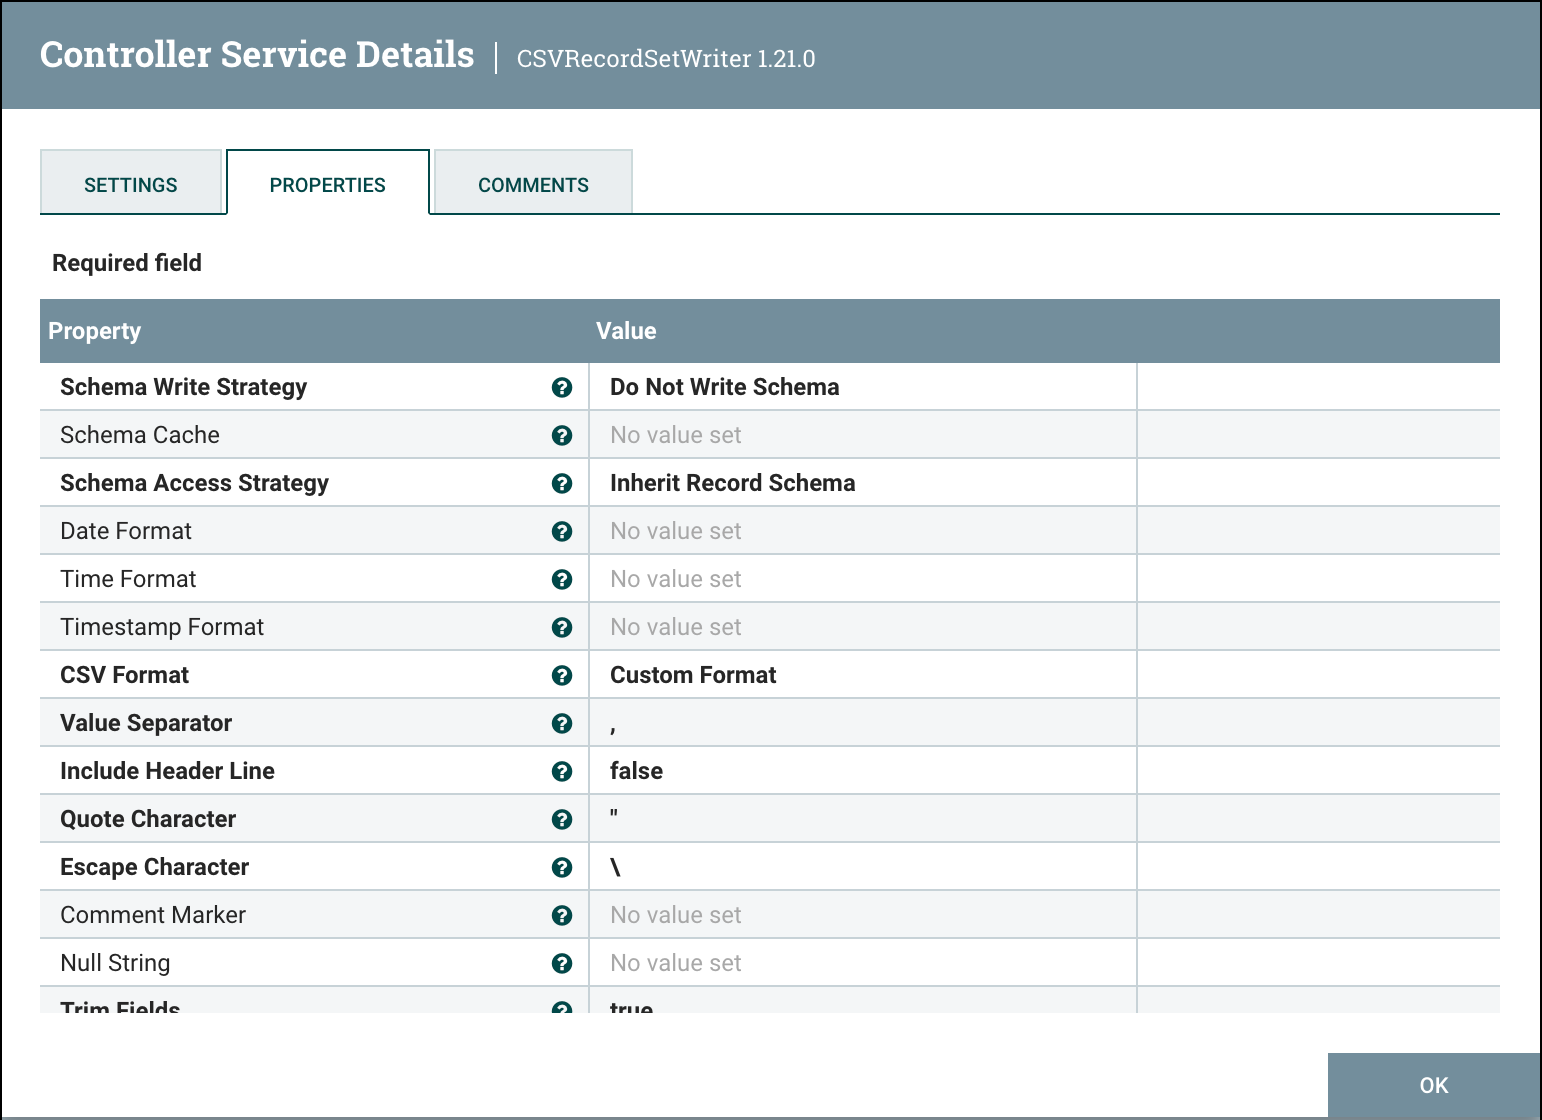 Controller Service Details | CSVRecordSetWriter 1.21.0
SETTINGS PROPERTIES COMMENTS
Required field
Property Value
Schema Write Strategy ? Do Not Write Schema
Schema Cache ? No value set
Schema Access Strategy ? Inherit Record Schema
Date Format ? No value set
Time Format ? No value set
Timestamp Format ? No value set
CSV Format ? Custom Format
Value Separator ? ,
Include Header Line ? false
Quote Character ? "
Escape Character ? \
Comment Marker ? No value set
Null String ? No value set
Trim Fields ? true
OK